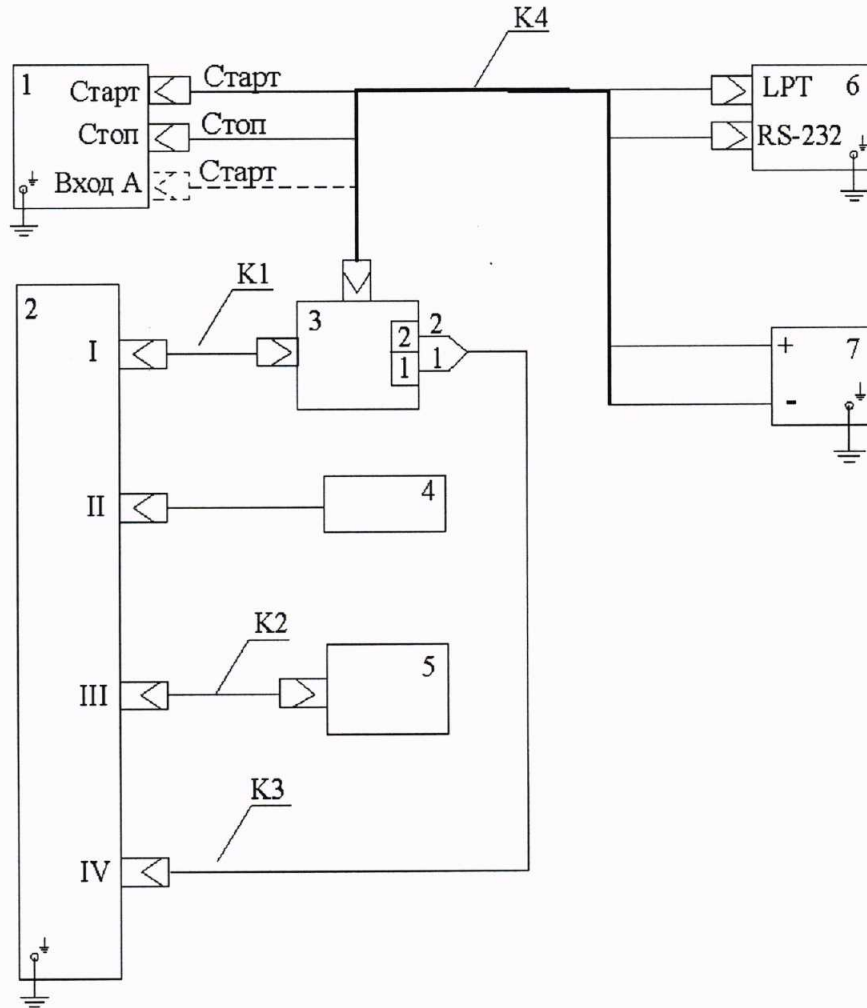 K4
1
Старт
Старт
LPT
6
Стоп
Стоп
RS-232
Вход А
Старт
K1
2
3
2
2
I
1
1
+
7
-
II
4
K2
III
5
K3
IV